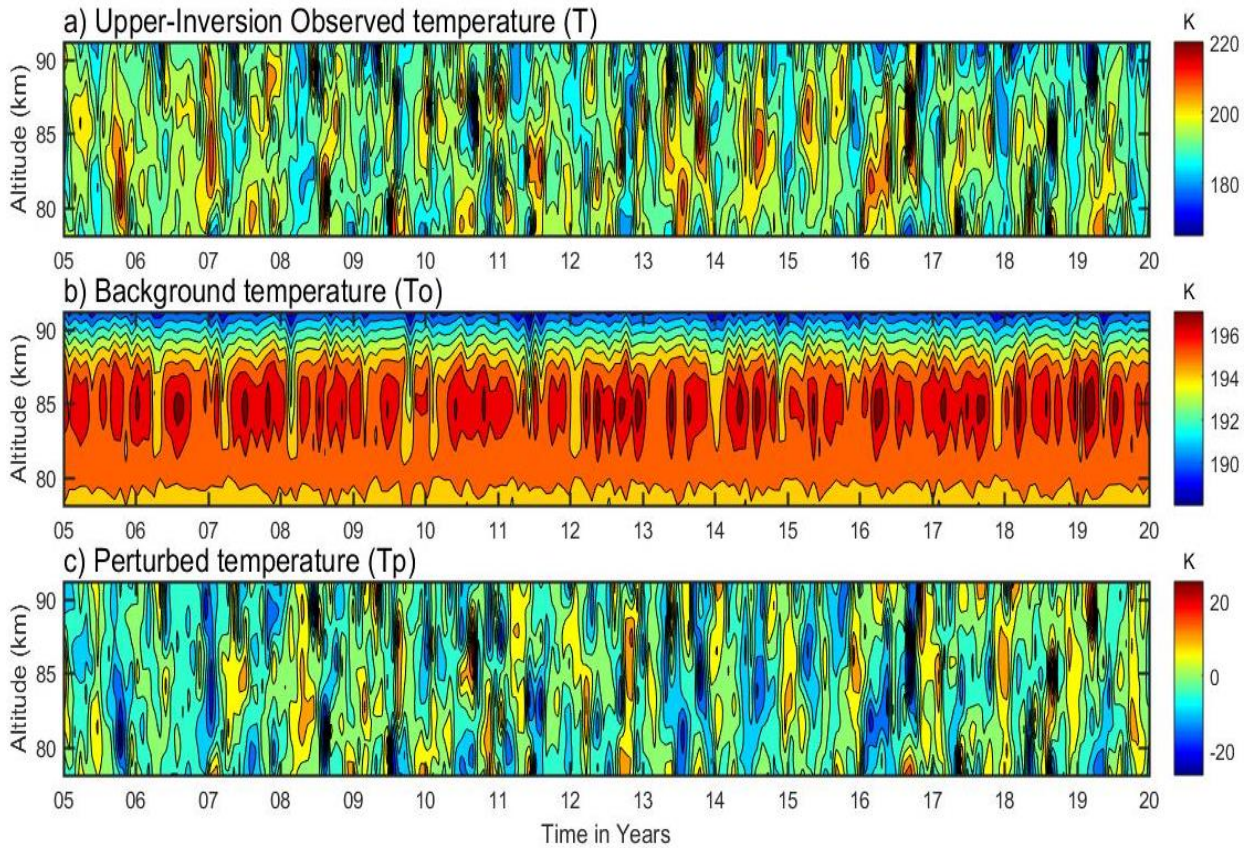 a) Upper-Inversion Observed temperature (T)
K
220
200
180
Altitude (km)
90
85
80
05 06 07 08 09 10 11 12 13 14 15 16 17 18 19 20
b) Background temperature (To)
K
196
194
192
190
Altitude (km)
90
85
80
05 06 07 08 09 10 11 12 13 14 15 16 17 18 19 20
c) Perturbed temperature (Tp)
K
20
0
-20
Altitude (km)
90
85
80
05 06 07 08 09 10 11 12 13 14 15 16 17 18 19 20
Time in Years